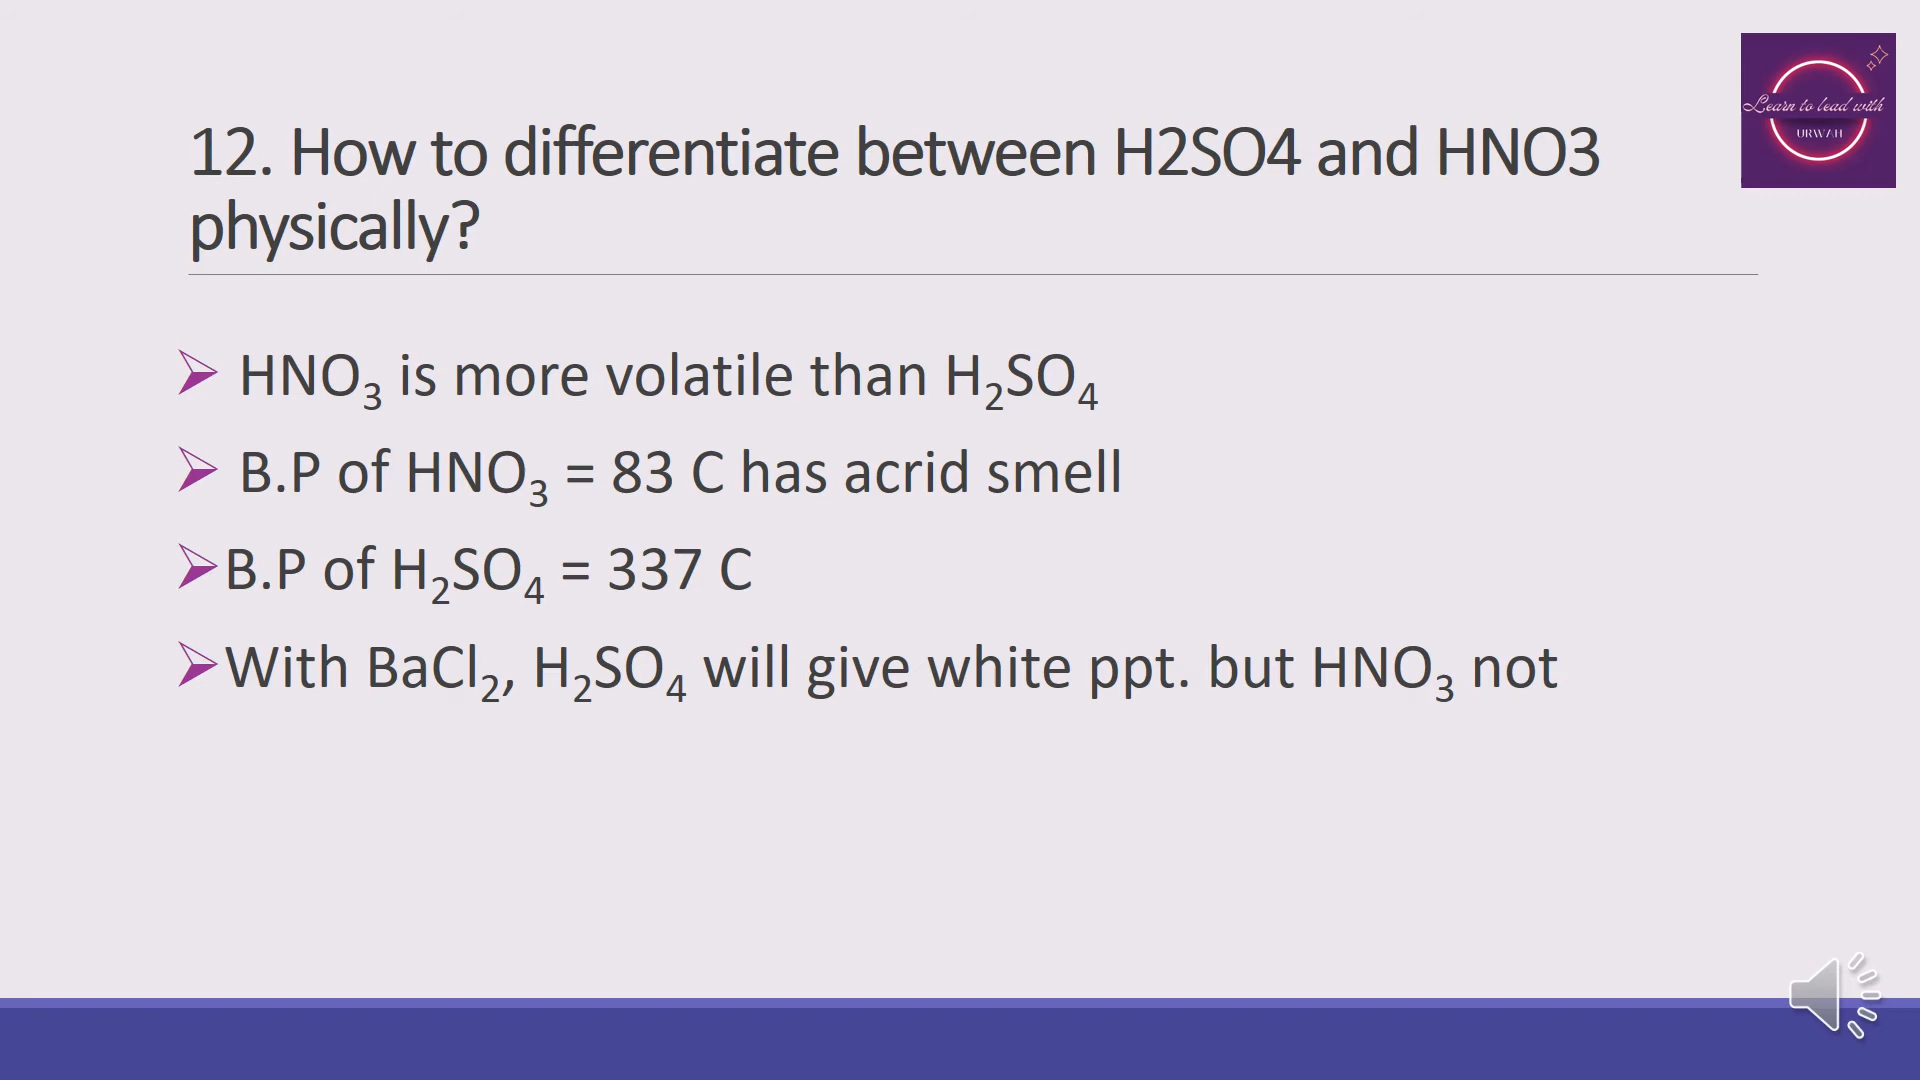 Learn to lead with
URWAH
12. How to differentiate between H2SO4 and HNO3
physically?
HNO₃ is more volatile than H₂SO₄
B.P of HNO₃ = 83 C has acrid smell
B.P of H₂SO₄ = 337 C
With BaCl₂, H₂SO₄ will give white ppt. but HNO₃ not